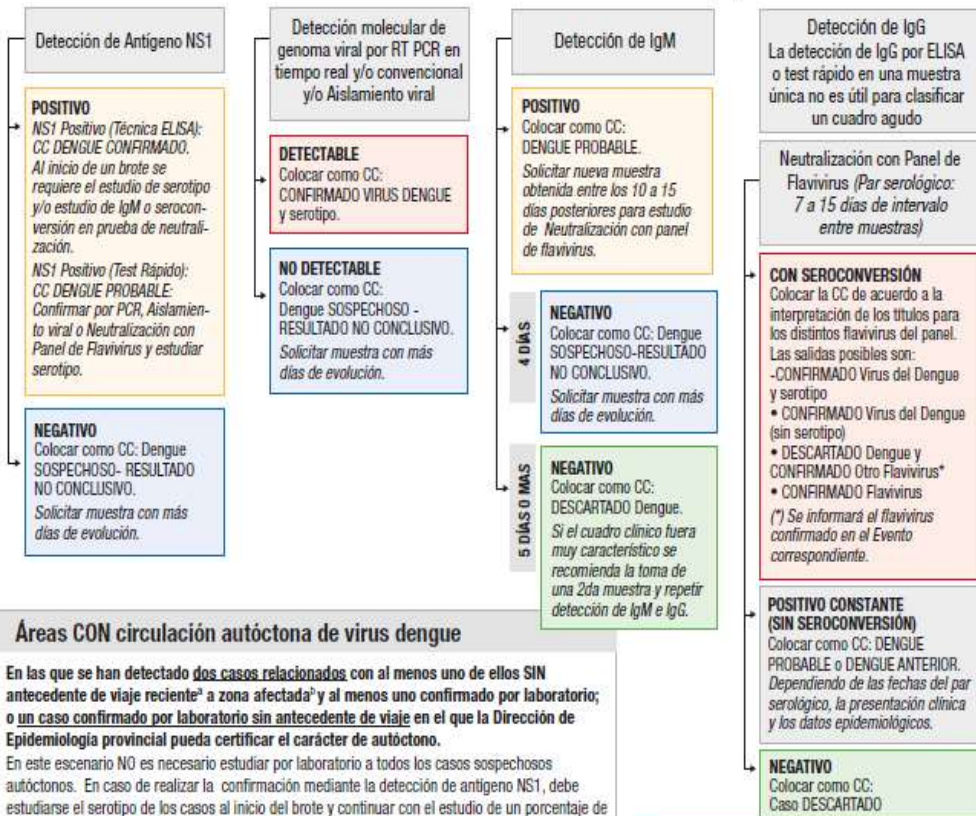 Detección de Antígeno NS1
POSITIVO
NS1 Positivo (Técnica ELISA):
CC DENGUE CONFIRMADO.
Al inicio de un brote se
requiere el estudio de serotipo
y/o estudio de IgM o serocon-
versión en prueba de neutrali-
zación.
NS1 Positivo (Test Rápido):
CC DENGUE PROBABLE:
Confirmar por PCR, Aislamien-
to viral o Neutralización con
Panel de Flavivirus y estudiar
serotipo.
NEGATIVO
Colocar como CC: Dengue
SOSPECHOSO- RESULTADO
NO CONCLUSIVO.
Solicitar muestra con más
días de evolución.
Detección molecular de
genoma viral por RT PCR en
tiempo real y/o convencional
y/o Aislamiento viral
DETECTABLE
Colocar como CC:
CONFIRMADO VIRUS DENGUE
y serotipo.
NO DETECTABLE
Colocar como CC:
Dengue SOSPECHOSO -
RESULTADO NO CONCLUSIVO.
Solicitar muestra con más
días de evolución.
Detección de IgM
POSITIVO
Colocar como CC:
DENGUE PROBABLE.
Solicitar nueva muestra
obtenida entre los 10 a 15
días posteriores para estudio
de Neutralización con panel
de flavivirus.
4 DÍAS
NEGATIVO
Colocar como CC: Dengue
SOSPECHOSO-RESULTADO
NO CONCLUSIVO.
Solicitar muestra con más
días de evolución.
5 DÍAS O MAS
NEGATIVO
Colocar como CC:
DESCARTADO Dengue.
Si el cuadro clínico fuera
muy característico se
recomienda la toma de
una 2da muestra y repetir
detección de IgM e IgG.
Detección de IgG
La detección de IgG por ELISA
o test rápido en una muestra
única no es útil para clasificar
un cuadro agudo
Neutralización con Panel de
Flavivirus (Par serológico:
7 a 15 días de intervalo
entre muestras)
CON SEROCONVERSIÓN
Colocar la CC de acuerdo a la
interpretación de los títulos para
los distintos flavivirus del panel.
Las salidas posibles son:
-CONFIRMADO Virus del Dengue
y serotipo
• CONFIRMADO Virus del Dengue
(sin serotipo)
• DESCARTADO Dengue y
CONFIRMADO Otro Flavivirus*
• CONFIRMADO Flavivirus
(*) Se informará el flavivirus
confirmado en el Evento
correspondiente.
POSITIVO CONSTANTE
(SIN SEROCONVERSIÓN)
Colocar como CC: DENGUE
PROBABLE o DENGUE ANTERIOR.
Dependiendo de las fechas del par
serológico, la presentación clínica
y los datos epidemiológicos.
NEGATIVO
Colocar como CC:
Caso DESCARTADO
Áreas CON circulación autóctona de virus dengue
En las que se han detectado dos casos relacionados con al menos uno de ellos SIN
antecedente de viaje recienteª a zona afectadaᵇ y al menos uno confirmado por laboratorio;
o un caso confirmado por laboratorio sin antecedente de viaje en el que la Dirección de
Epidemiología provincial pueda certificar el carácter de autóctono.
En este escenario NO es necesario estudiar por laboratorio a todos los casos sospechosos
autóctonos. En caso de realizar la confirmación mediante la detección de antígeno NS1, debe
estudiarse el serotipo de los casos al inicio del brote y continuar con el estudio de un porcentaje de